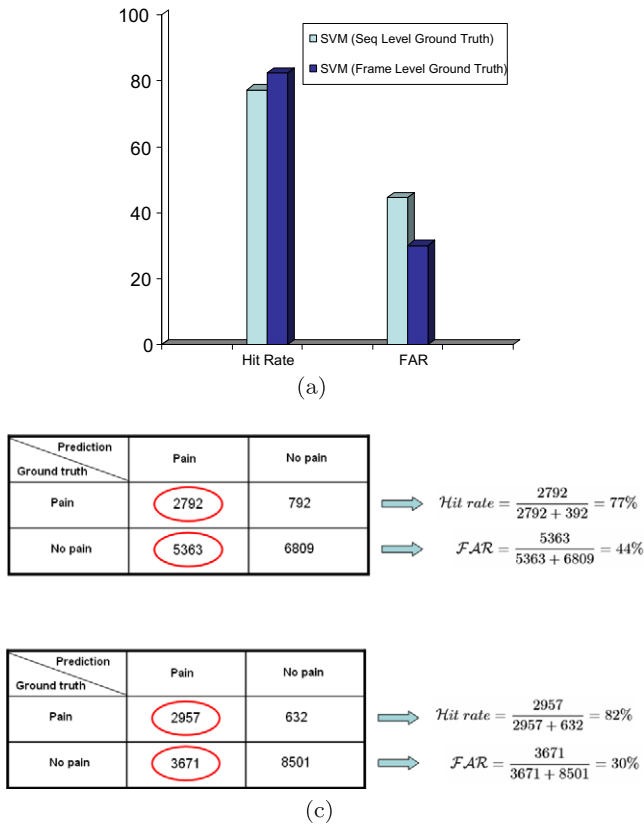 100
80
60
40
20
0
SVM (Seq Level Ground Truth)
SVM (Frame Level Ground Truth)
Hit Rate FAR
(a)
Prediction
Ground truth
Pain No pain
Pain 2792 792
No pain 5363 6809
Hit rate = 2792 / 2792 + 392 = 77%
FAR = 5363 / 5363 + 6809 = 44%
Prediction
Ground truth
Pain No pain
Pain 2957 632
No pain 3671 8501
Hit rate = 2957 / 2957 + 632 = 82%
FAR = 3671 / 3671 + 8501 = 30%
(c)